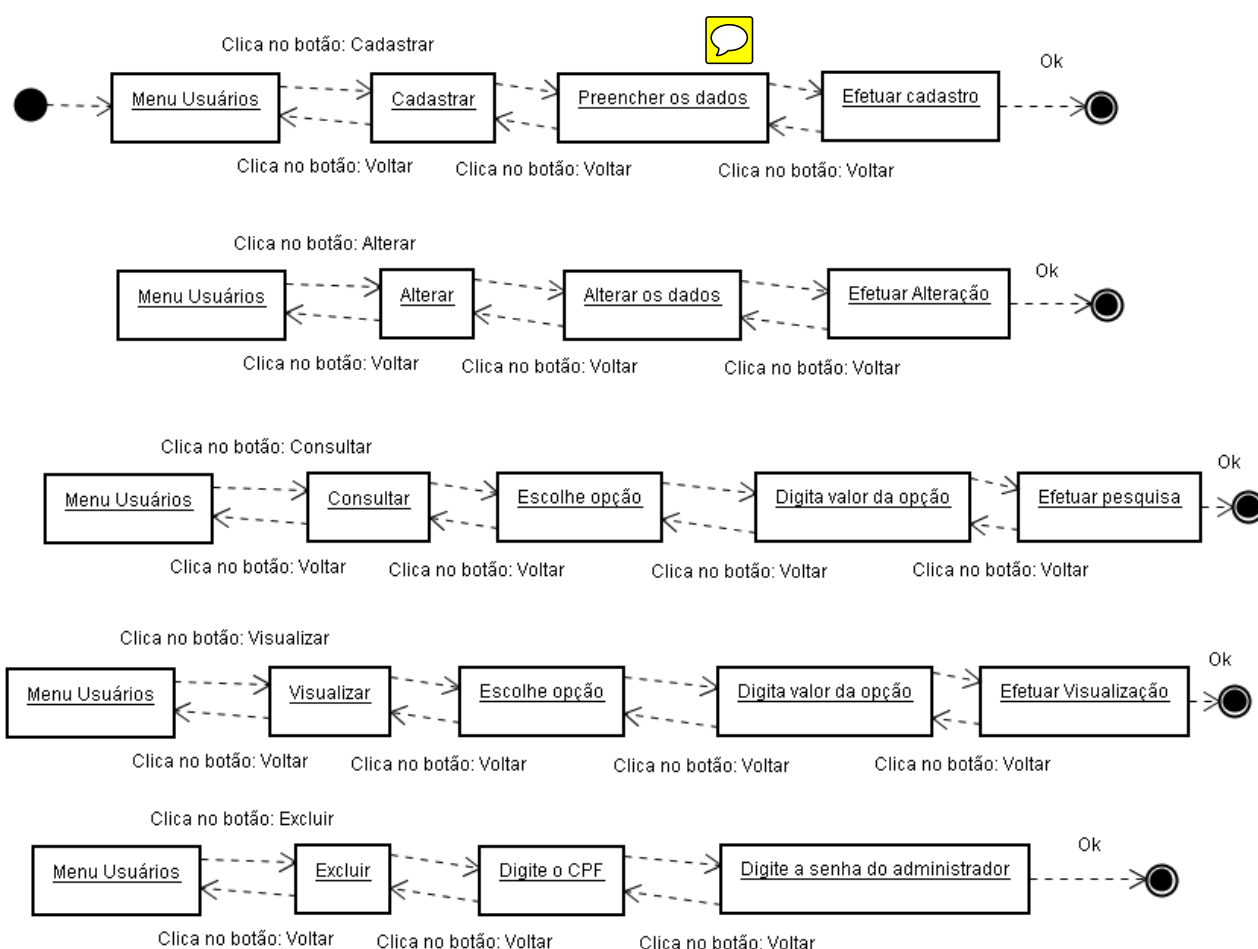 Clica no botão: Cadastrar
Ok
Menu Usuários
Cadastrar
Preencher os dados
Efetuar cadastro
Clica no botão: Voltar
Clica no botão: Voltar
Clica no botão: Voltar
Clica no botão: Alterar
Ok
Menu Usuários
Alterar
Alterar os dados
Efetuar Alteração
Clica no botão: Voltar
Clica no botão: Voltar
Clica no botão: Voltar
Clica no botão: Consultar
Ok
Menu Usuários
Consultar
Escolhe opção
Digita valor da opção
Efetuar pesquisa
Clica no botão: Voltar
Clica no botão: Voltar
Clica no botão: Voltar
Clica no botão: Voltar
Clica no botão: Visualizar
Ok
Menu Usuários
Visualizar
Escolhe opção
Digita valor da opção
Efetuar Visualização
Clica no botão: Voltar
Clica no botão: Voltar
Clica no botão: Voltar
Clica no botão: Voltar
Clica no botão: Excluir
Ok
Menu Usuários
Excluir
Digite o CPF
Digite a senha do administrador
Clica no botão: Voltar
Clica no botão: Voltar
Clica no botão: Voltar